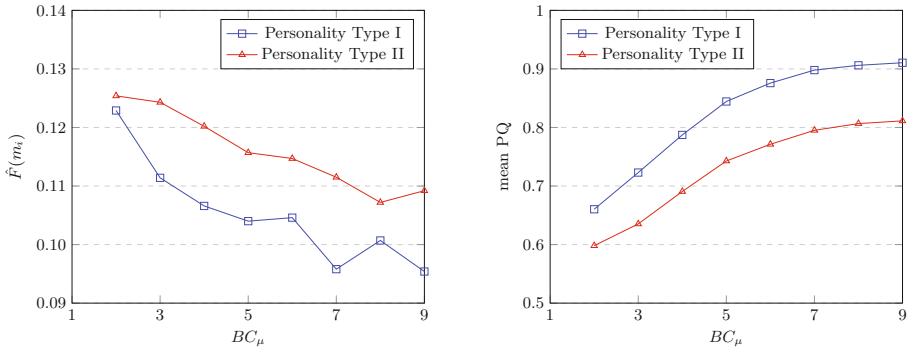 0.14
0.13
0.12
0.11
0.10
0.09
F̂(mᵢ)
Personality Type I
Personality Type II
1 3 5 7 9
BC_μ
1
0.9
0.8
0.7
0.6
0.5
mean PQ
Personality Type I
Personality Type II
1 3 5 7 9
BC_μ